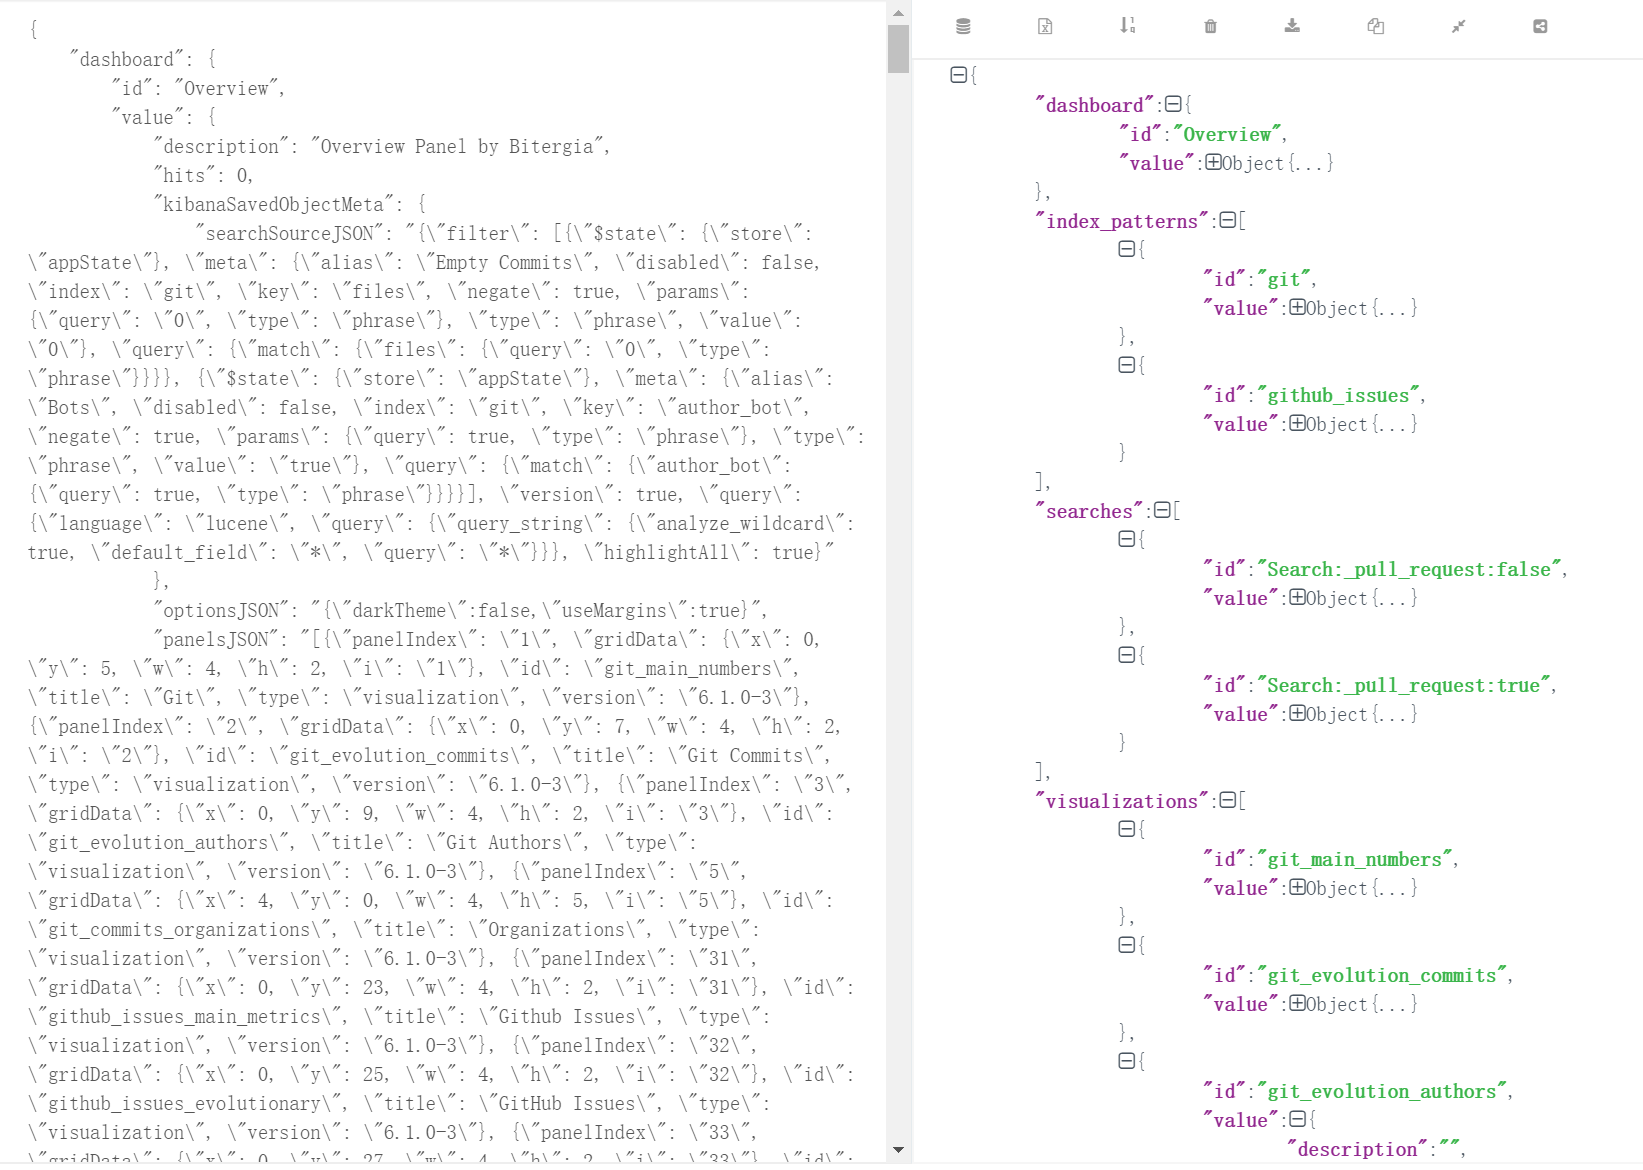 {
"dashboard": {
"id": "Overview",
"value": {
"description": "Overview Panel by Bitergia",
"hits": 0,
"kibanaSavedObjectMeta": {
"searchSourceJSON": "{\"filter\": [{\"$state\": {\"store\":
\"appState\"}, \"meta\": {\"alias\": \"Empty Commits\", \"disabled\": false,
\"index\": \"git\", \"key\": \"files\", \"negate\": true, \"params\":
{\"query\": \"0\", \"type\": \"phrase\"}, \"type\": \"phrase\", \"value\":
\"0\"}, \"query\": {\"match\": {\"files\": {\"query\": \"0\", \"type\":
\"phrase\"}}}}, {\"$state\": {\"store\": \"appState\"}, \"meta\": {\"alias\":
\"Bots\", \"disabled\": false, \"index\": \"git\", \"key\": \"author_bot\",
\"negate\": true, \"params\": {\"query\": true, \"type\": \"phrase\"}, \"type\":
\"phrase\", \"value\": \"true\"}, \"query\": {\"match\": {\"author_bot\":
{\"query\": true, \"type\": \"phrase\"}}}}], \"version\": true, \"query\":
{\"language\": \"lucene\", \"query\": {\"query_string\": {\"analyze_wildcard\":
true, \"default_field\": \"*\", \"query\": \"*\"}}}, \"highlightAll\": true}"
},
"optionsJSON": "{\"darkTheme\":false,\"useMargins\":true}",
"panelsJSON": "[{\"panelIndex\": \"1\", \"gridData\": {\"x\": 0,
\"y\": 5, \"w\": 4, \"h\": 2, \"i\": \"1\"}, \"id\": \"git_main_numbers\",
\"title\": \"Git\", \"type\": \"visualization\", \"version\": \"6.1.0-3\"},
{\"panelIndex\": \"2\", \"gridData\": {\"x\": 0, \"y\": 7, \"w\": 4, \"h\": 2,
\"i\": \"2\"}, \"id\": \"git_evolution_commits\", \"title\": \"Git Commits\",
\"type\": \"visualization\", \"version\": \"6.1.0-3\"}, {\"panelIndex\": \"3\",
\"gridData\": {\"x\": 0, \"y\": 9, \"w\": 4, \"h\": 2, \"i\": \"3\"}, \"id\":
\"git_evolution_authors\", \"title\": \"Git Authors\", \"type\":
\"visualization\", \"version\": \"6.1.0-3\"}, {\"panelIndex\": \"5\",
\"gridData\": {\"x\": 4, \"y\": 0, \"w\": 4, \"h\": 5, \"i\": \"5\"}, \"id\":
\"git_commits_organizations\", \"title\": \"Organizations\", \"type\":
\"visualization\", \"version\": \"6.1.0-3\"}, {\"panelIndex\": \"31\",
\"gridData\": {\"x\": 0, \"y\": 23, \"w\": 4, \"h\": 2, \"i\": \"31\"}, \"id\":
\"github_issues_main_metrics\", \"title\": \"Github Issues\", \"type\":
\"visualization\", \"version\": \"6.1.0-3\"}, {\"panelIndex\": \"32\",
\"gridData\": {\"x\": 0, \"y\": 25, \"w\": 4, \"h\": 2, \"i\": \"32\"}, \"id\":
\"github_issues_evolutionary\", \"title\": \"GitHub Issues\", \"type\":
\"visualization\", \"version\": \"6.1.0-3\"}, {\"panelIndex\": \"33\",
\"gridData\": {\"x\": 0, \"y\": 27, \"w\": 4, \"h\": 2, \"i\": \"33\"}, \"id\":
{
"dashboard":{
"id":"Overview",
"value":Object{...}
},
"index_patterns":[
{
"id":"git",
"value":Object{...}
},
{
"id":"github_issues",
"value":Object{...}
}
],
"searches":[
{
"id":"Search:_pull_request:false",
"value":Object{...}
},
{
"id":"Search:_pull_request:true",
"value":Object{...}
}
],
"visualizations":[
{
"id":"git_main_numbers",
"value":Object{...}
},
{
"id":"git_evolution_commits",
"value":Object{...}
},
{
"id":"git_evolution_authors",
"value":{
"description":"",